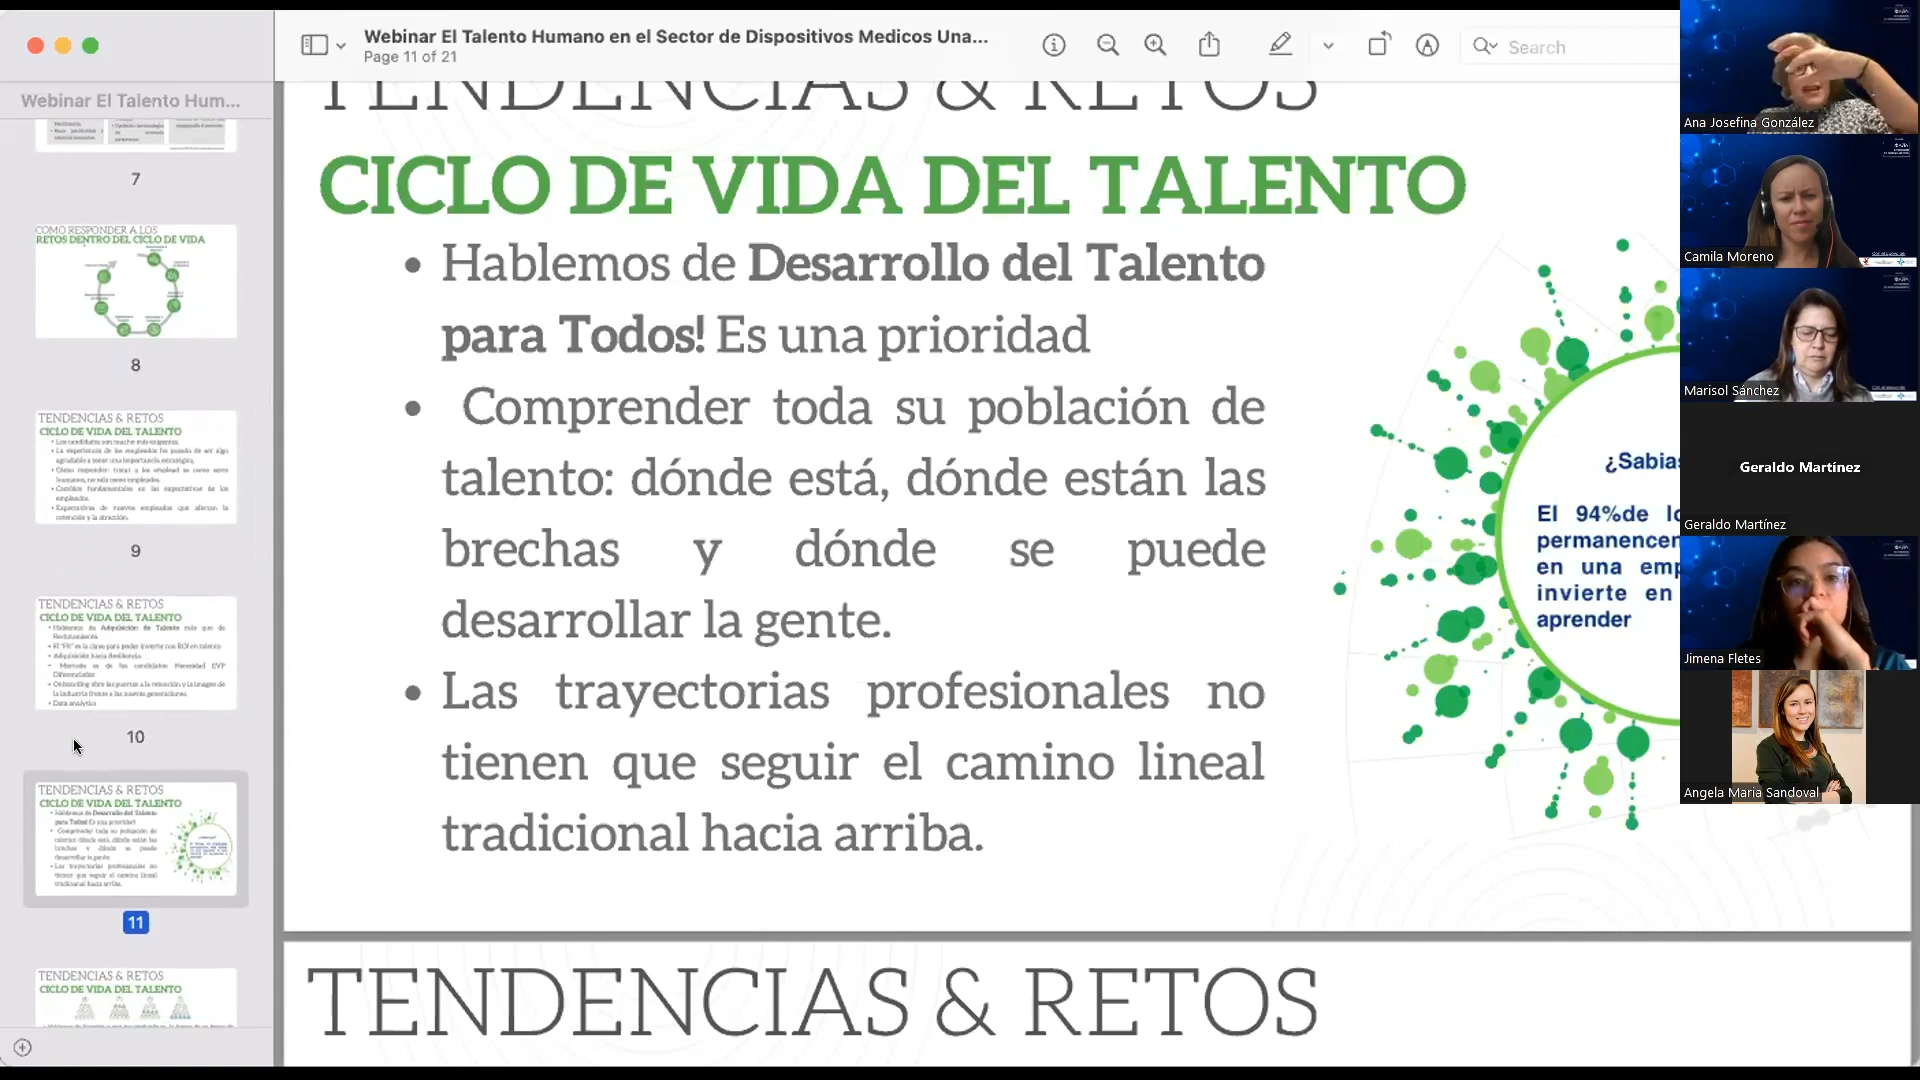 Webinar El Talento Humano en el Sector de Dispositivos Medicos Una...
Page 11 of 21
Search
Webinar El Talento Hum...
7
COMO RESPONDER A LOS
RETOS DENTRO DEL CICLO DE VIDA
8
TENDENCIAS & RETOS
CICLO DE VIDA DEL TALENTO
9
TENDENCIAS & RETOS
CICLO DE VIDA DEL TALENTO
10
TENDENCIAS & RETOS
CICLO DE VIDA DEL TALENTO
11
TENDENCIAS & RETOS
CICLO DE VIDA DEL TALENTO
TENDENCIAS & RETOS
CICLO DE VIDA DEL TALENTO
• Hablemos de Desarrollo del Talento
para Todos! Es una prioridad
• Comprender toda su población de
talento: dónde está, dónde están las
brechas y dónde se puede
desarrollar la gente.
• Las trayectorias profesionales no
tienen que seguir el camino lineal
tradicional hacia arriba.
¿Sabias
El 94%de lo
permanencen
en una emp
invierte en
aprender
TENDENCIAS & RETOS
Ana Josefina González
Camila Moreno
Marisol Sánchez
Geraldo Martínez
Geraldo Martínez
Jimena Fletes
Angela Maria Sandoval